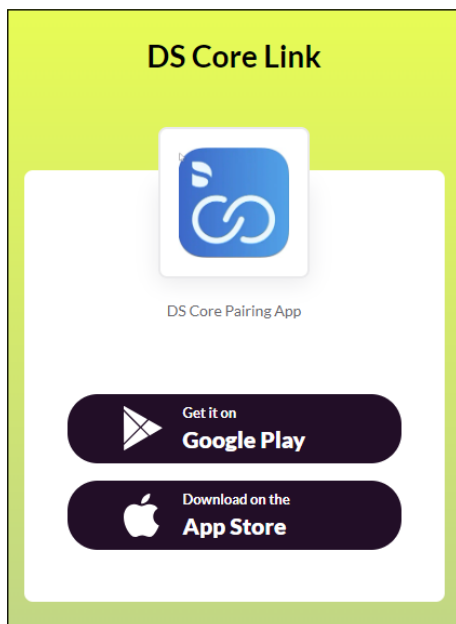 DS Core Link
DS Core Pairing App
Get it on
Google Play
Download on the
App Store